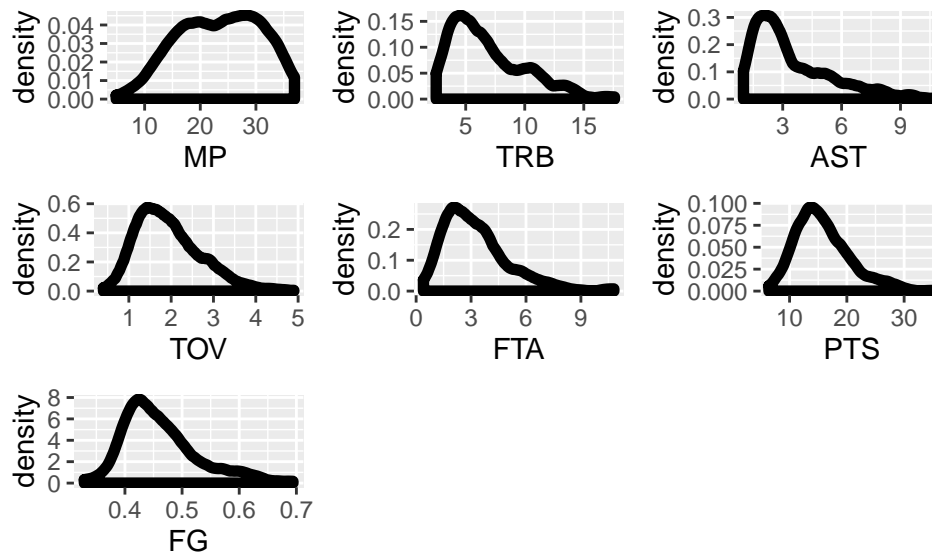 density
0.04
0.03
0.02
0.01
0.00
10 20 30
MP
density
0.15
0.10
0.05
0.00
5 10 15
TRB
density
0.3
0.2
0.1
0.0
3 6 9
AST
density
0.6
0.4
0.2
0.0
1 2 3 4 5
TOV
density
0.2
0.1
0.0
0 3 6 9
FTA
density
0.100
0.075
0.050
0.025
0.000
10 20 30
PTS
density
8
6
4
2
0
0.4 0.5 0.6 0.7
FG